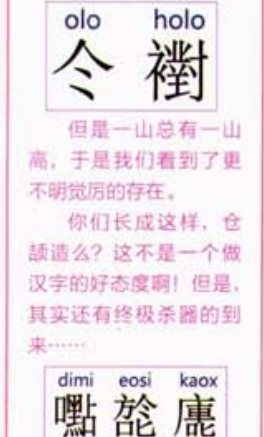 olo holo
襨
但是一山总有一山
高，于是我们看到了更
不明觉厉的存在。
你们长成这样，仓
颉造么？这不是一个做
汉字的好态度啊！但是，
其实还有终极杀器的到
来……
dimi eosi kaox
嚸